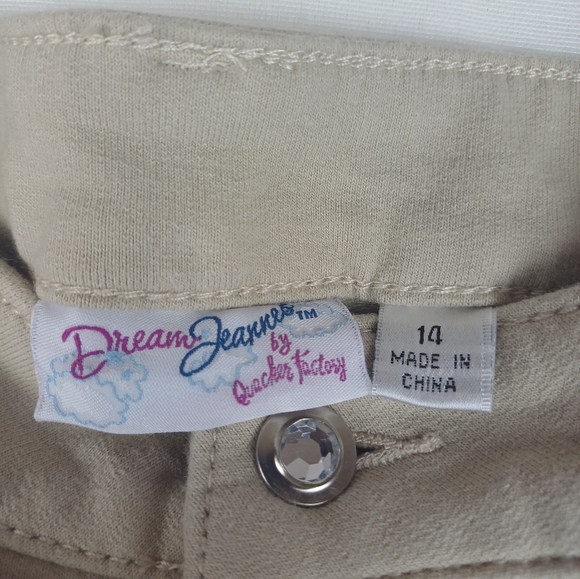 Dream Jeannes™
by
Quacker Factory
14
MADE IN
CHINA